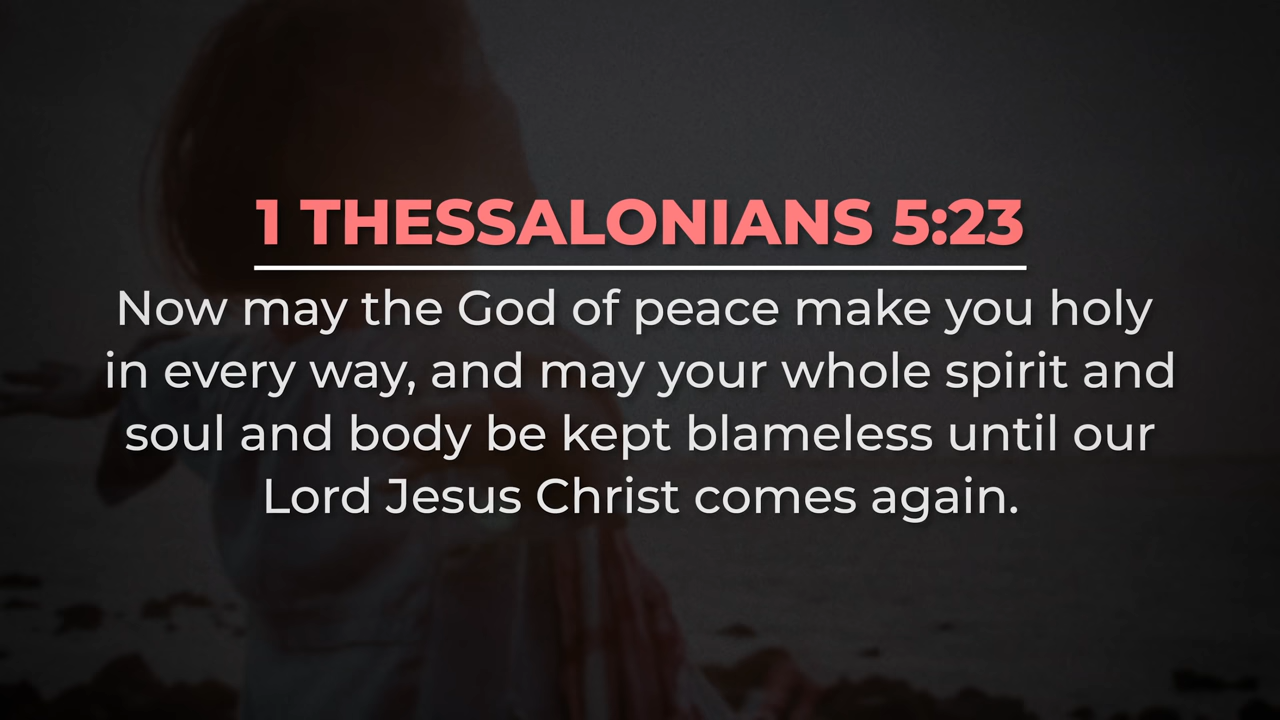 1 THESSALONIANS 5:23
Now may the God of peace make you holy
in every way, and may your whole spirit and
soul and body be kept blameless until our
Lord Jesus Christ comes again.